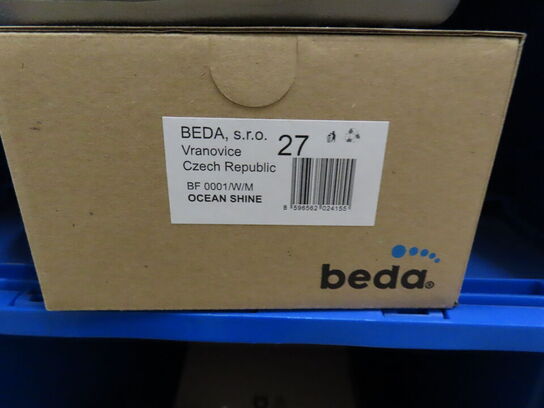 BEDA, s.r.o. 27
Vranovice
Czech Republic
BF 0001/W/M
OCEAN SHINE
8 596562 024155
beda®